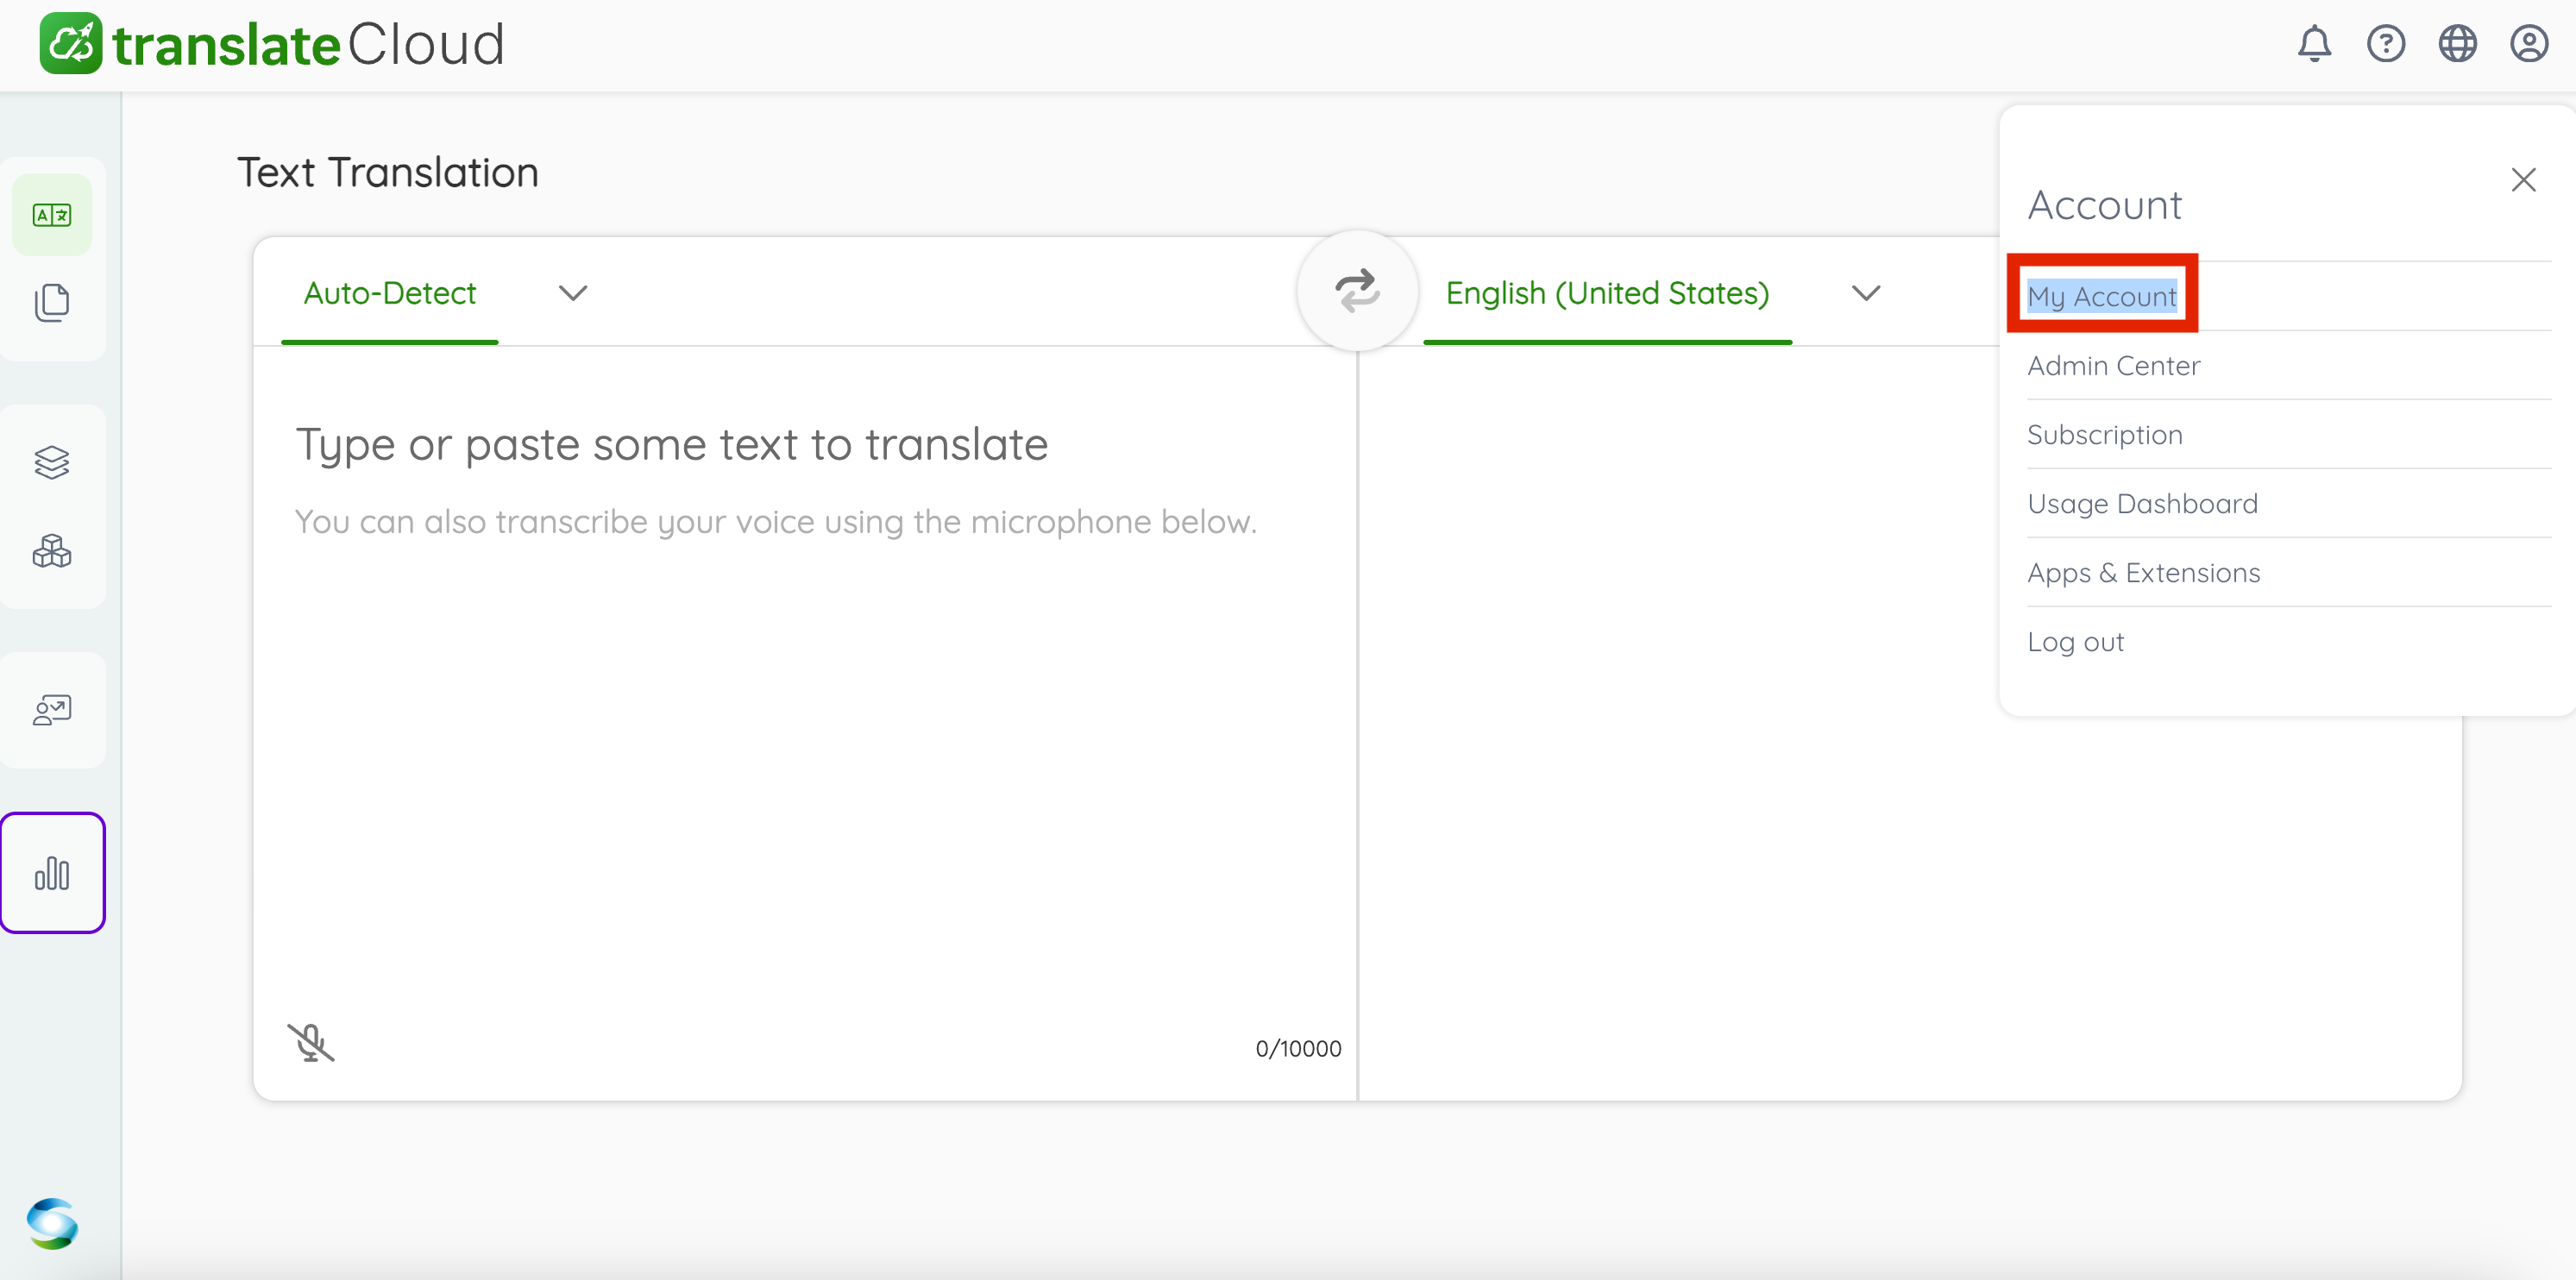 translate Cloud
Text Translation
Auto-Detect
English (United States)
Type or paste some text to translate
You can also transcribe your voice using the microphone below.
0/10000
Account
My Account
Admin Center
Subscription
Usage Dashboard
Apps & Extensions
Log out